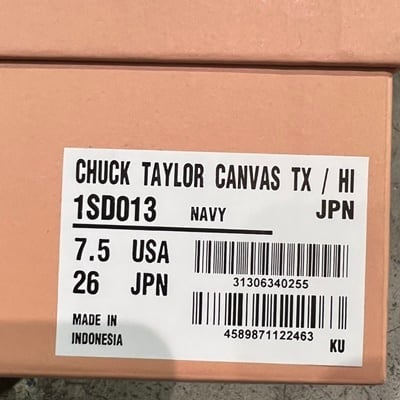 CHUCK TAYLOR CANVAS TX / HI
1SD013 NAVY JPN
7.5 USA
26 JPN
31306340255
4589871122463
MADE IN
INDONESIA
KU